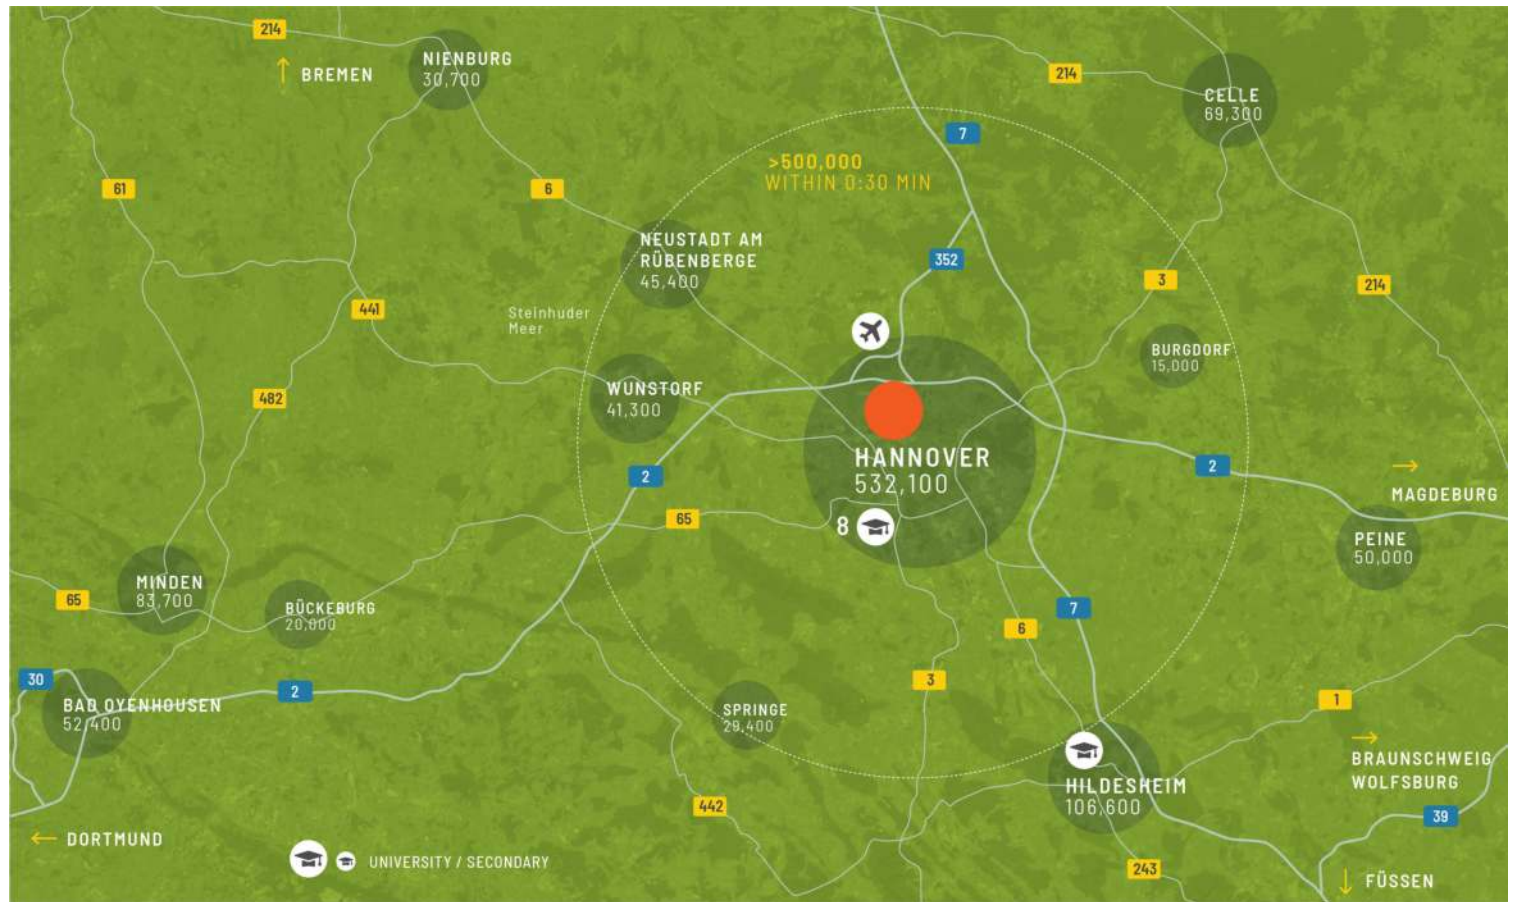 214
BREMEN
NIENBURG
30,700
214
CELLE
69,300
7
>500,000
WITHIN 0:30 MIN
61
6
NEUSTADT AM
RÜBENBERGE
45,400
352
3
214
441
Steinhuder
Meer
BURGDORF
15,000
WUNSTORF
41,300
482
HANNOVER
532,100
2
2
MAGDEBURG
65
8
PEINE
50,000
MINDEN
83,700
65
BÜCKEBURG
20,000
7
6
30
2
3
BAD OYENHOUSEN
52,400
SPRINGE
29,400
1
BRAUNSCHWEIG
WOLFSBURG
HILDESHEIM
106,600
442
39
DORTMUND
UNIVERSITY / SECONDARY
243
FÜSSEN